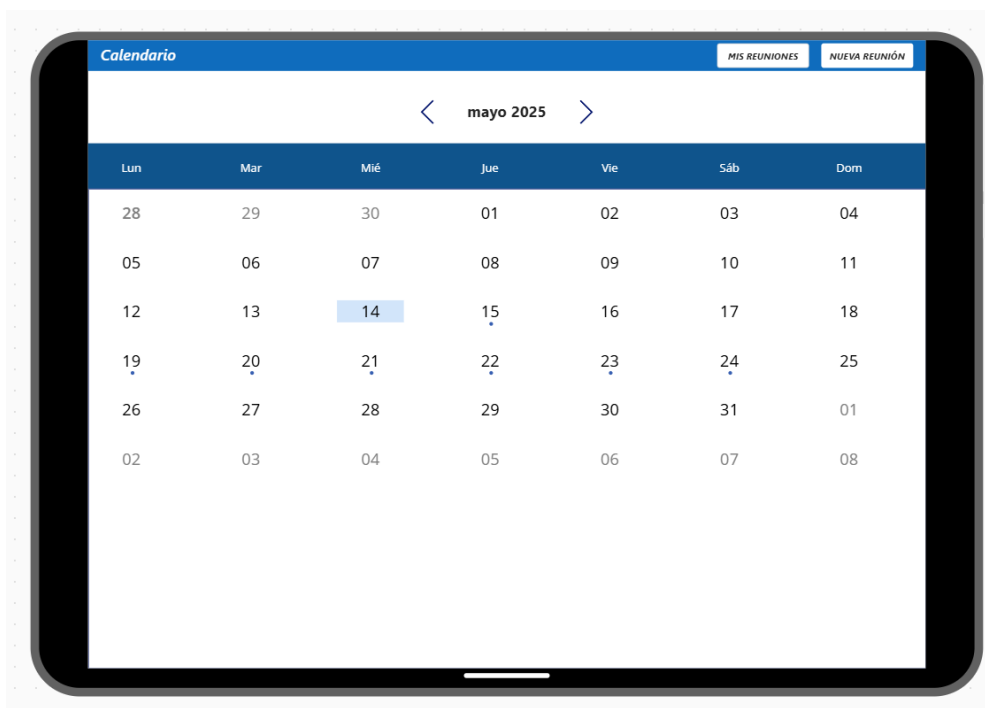 Calendario MIS REUNIONES NUEVA REUNIÓN
mayo 2025
Lun Mar Mié Jue Vie Sáb Dom
28 29 30 01 02 03 04
05 06 07 08 09 10 11
12 13 14 15 16 17 18
19 20 21 22 23 24 25
26 27 28 29 30 31 01
02 03 04 05 06 07 08